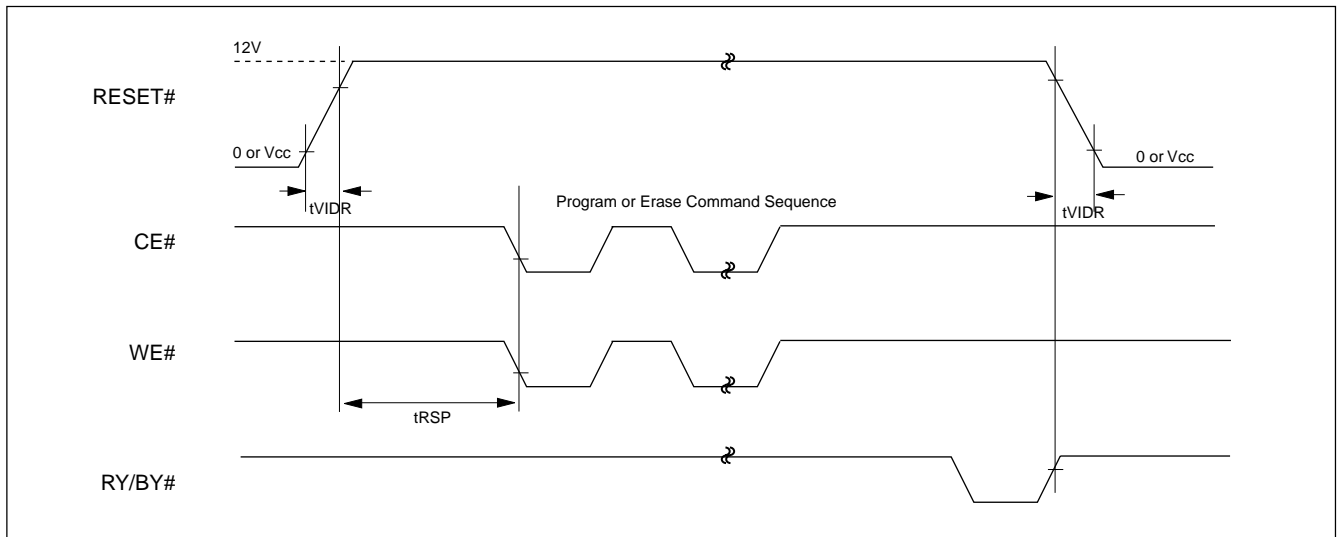 12V
RESET#
0 or Vcc
0 or Vcc
tVIDR
Program or Erase Command Sequence
tVIDR
CE#
WE#
tRSP
RY/BY#